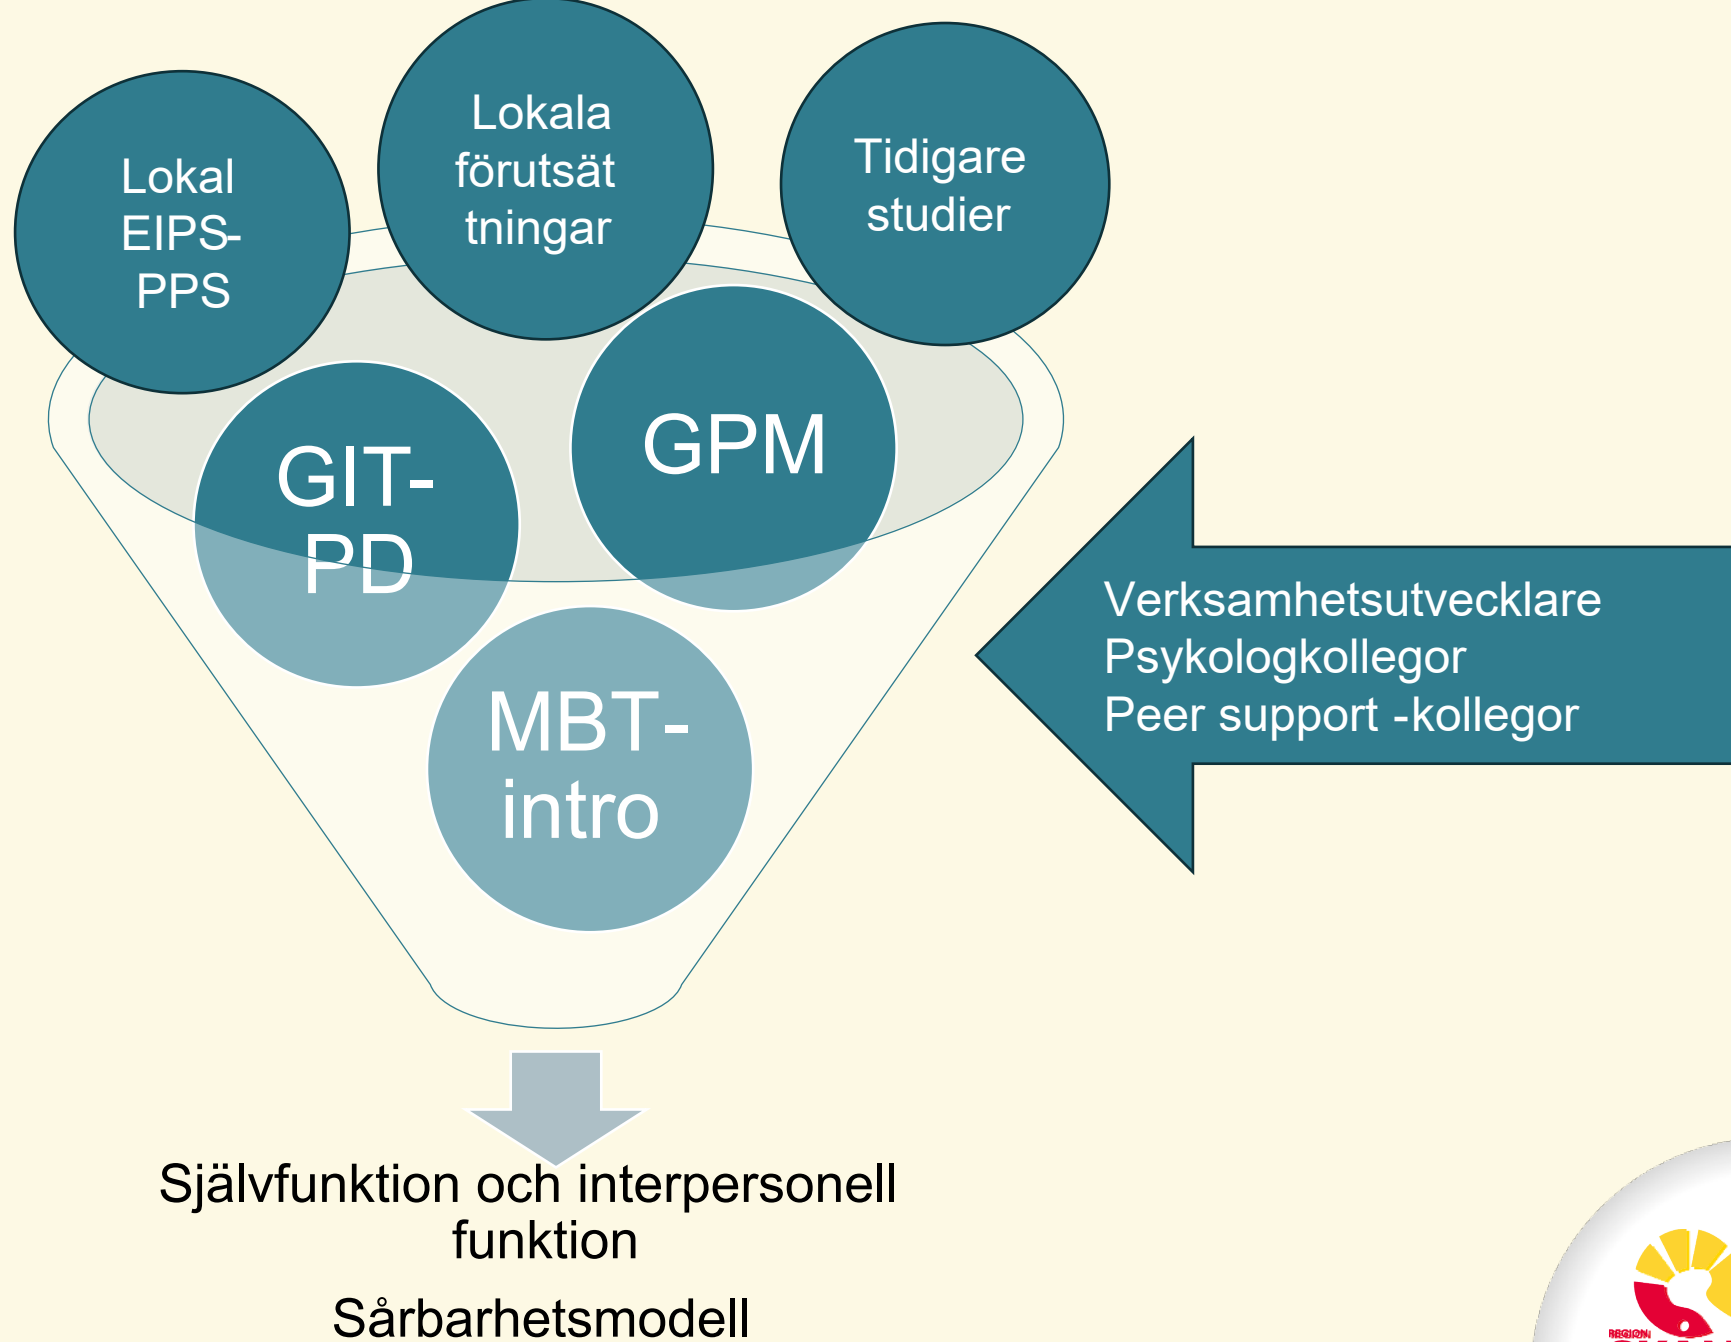 Lokal
EIPS-
PPS
Lokala
förutsät
tningar
Tidigare
studier
GIT-
PD
GPM
MBT-
intro
Verksamhetsutvecklare
Psykologkollegor
Peer support -kollegor
Självfunktion och interpersonell
funktion
Sårbarhetsmodell
REGION